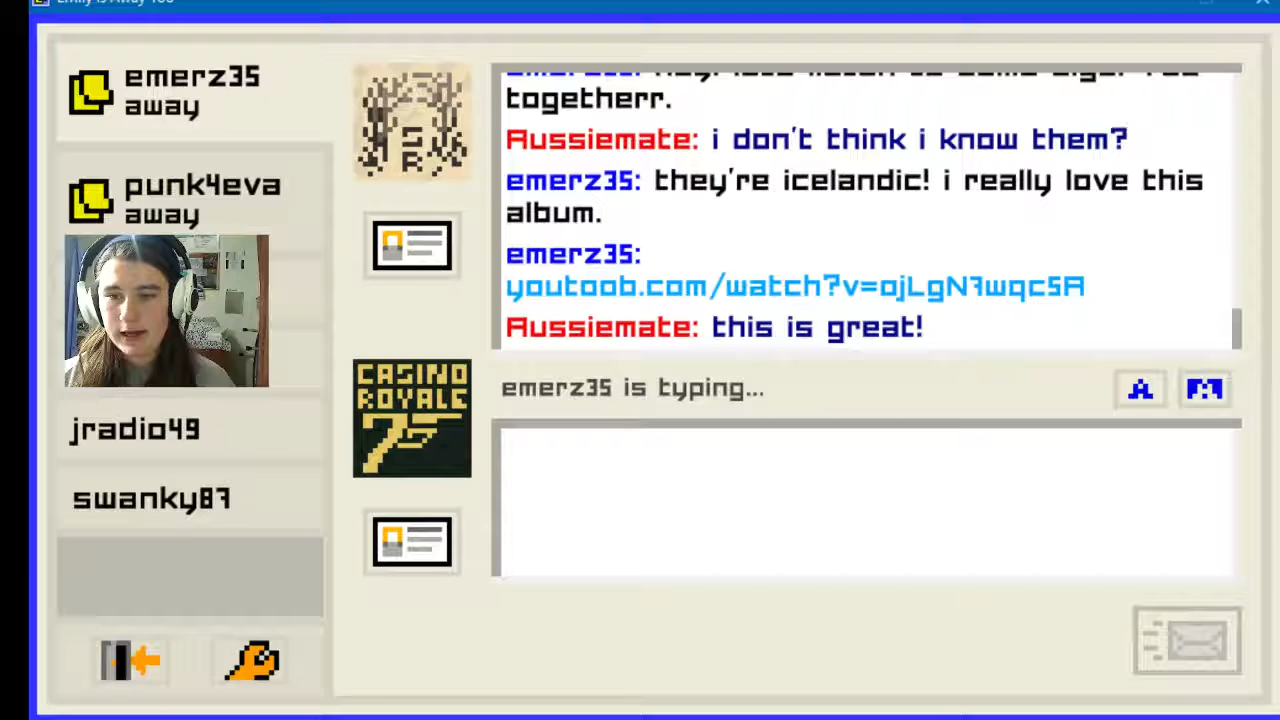 emerz35
away
punk4eva
away
jradio49
swanky87
S
R
CASINO
ROYALE
7
togetherr.
Aussiemate: i don't think i know them?
emerz35: they're icelandic! i really love this
album.
emerz35:
youtoob.com/watch?v=ojLgN7wqc5A
Aussiemate: this is great!
emerz35 is typing...
A